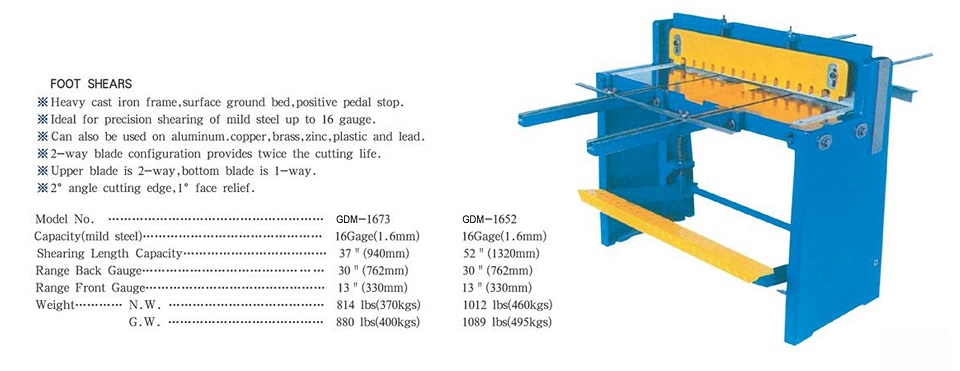 FOOT SHEARS
※Heavy cast iron frame,surface ground bed,positive pedal stop.
※Ideal for precision shearing of mild steel up to 16 gauge.
※Can also be used on aluminum.copper,brass,zinc,plastic and lead.
※2-way blade configuration provides twice the cutting life.
※Upper blade is 2-way,bottom blade is 1-way.
※2° angle cutting edge,1° face relief.
Model No. ………………………………………… GDM-1673 GDM-1652
Capacity(mild steel)………………………………… 16Gage(1.6mm) 16Gage(1.6mm)
Shearing Length Capacity………………………… 37＂(940mm) 52＂(1320mm)
Range Back Gauge………………………………… 30＂(762mm) 30＂(762mm)
Range Front Gauge………………………………… 13＂(330mm) 13＂(330mm)
Weight………… N.W. …………………………… 814 lbs(370kgs) 1012 lbs(460kgs)
G.W. …………………………… 880 lbs(400kgs) 1089 lbs(495kgs)